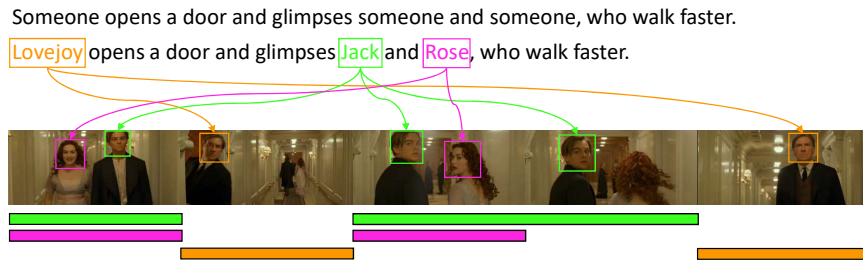 Someone opens a door and glimpses someone and someone, who walk faster.
Lovejoy opens a door and glimpses Jack and Rose, who walk faster.